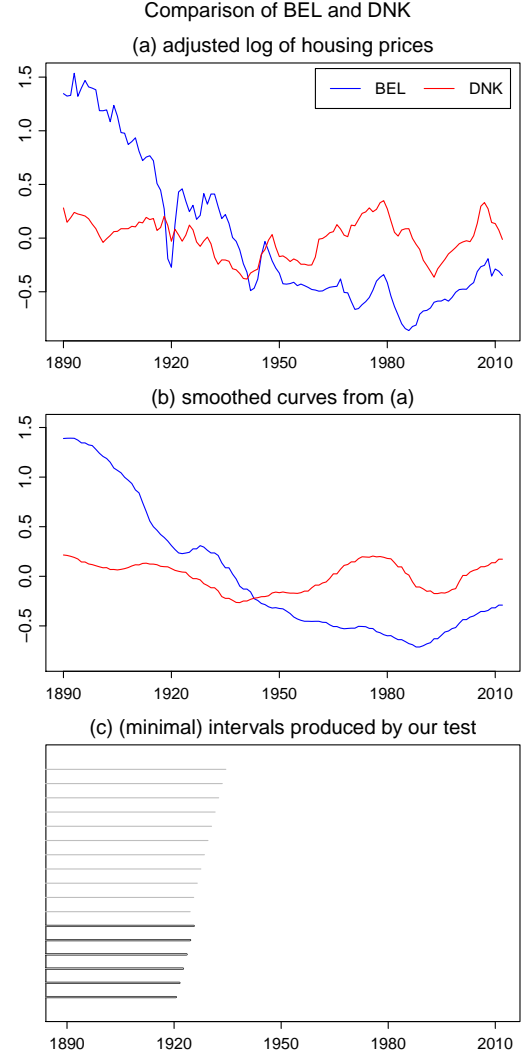 Comparison of BEL and DNK
(a) adjusted log of housing prices
BEL DNK
1.5
1.0
0.5
0.0
−0.5
1890 1920 1950 1980 2010
(b) smoothed curves from (a)
1.5
1.0
0.5
0.0
−0.5
1890 1920 1950 1980 2010
(c) (minimal) intervals produced by our test
1890 1920 1950 1980 2010